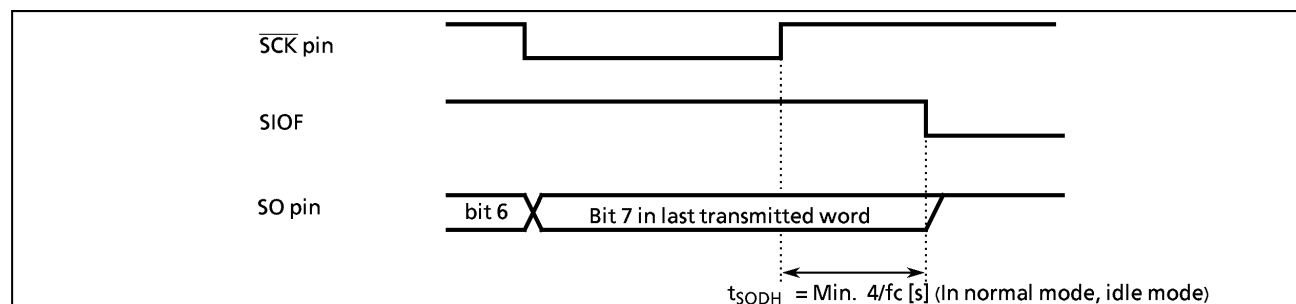 S̅C̅K̅ pin
SIOF
SO pin
bit 6
Bit 7 in last transmitted word
tSODH = Min. 4/fc [s] (In normal mode, idle mode)